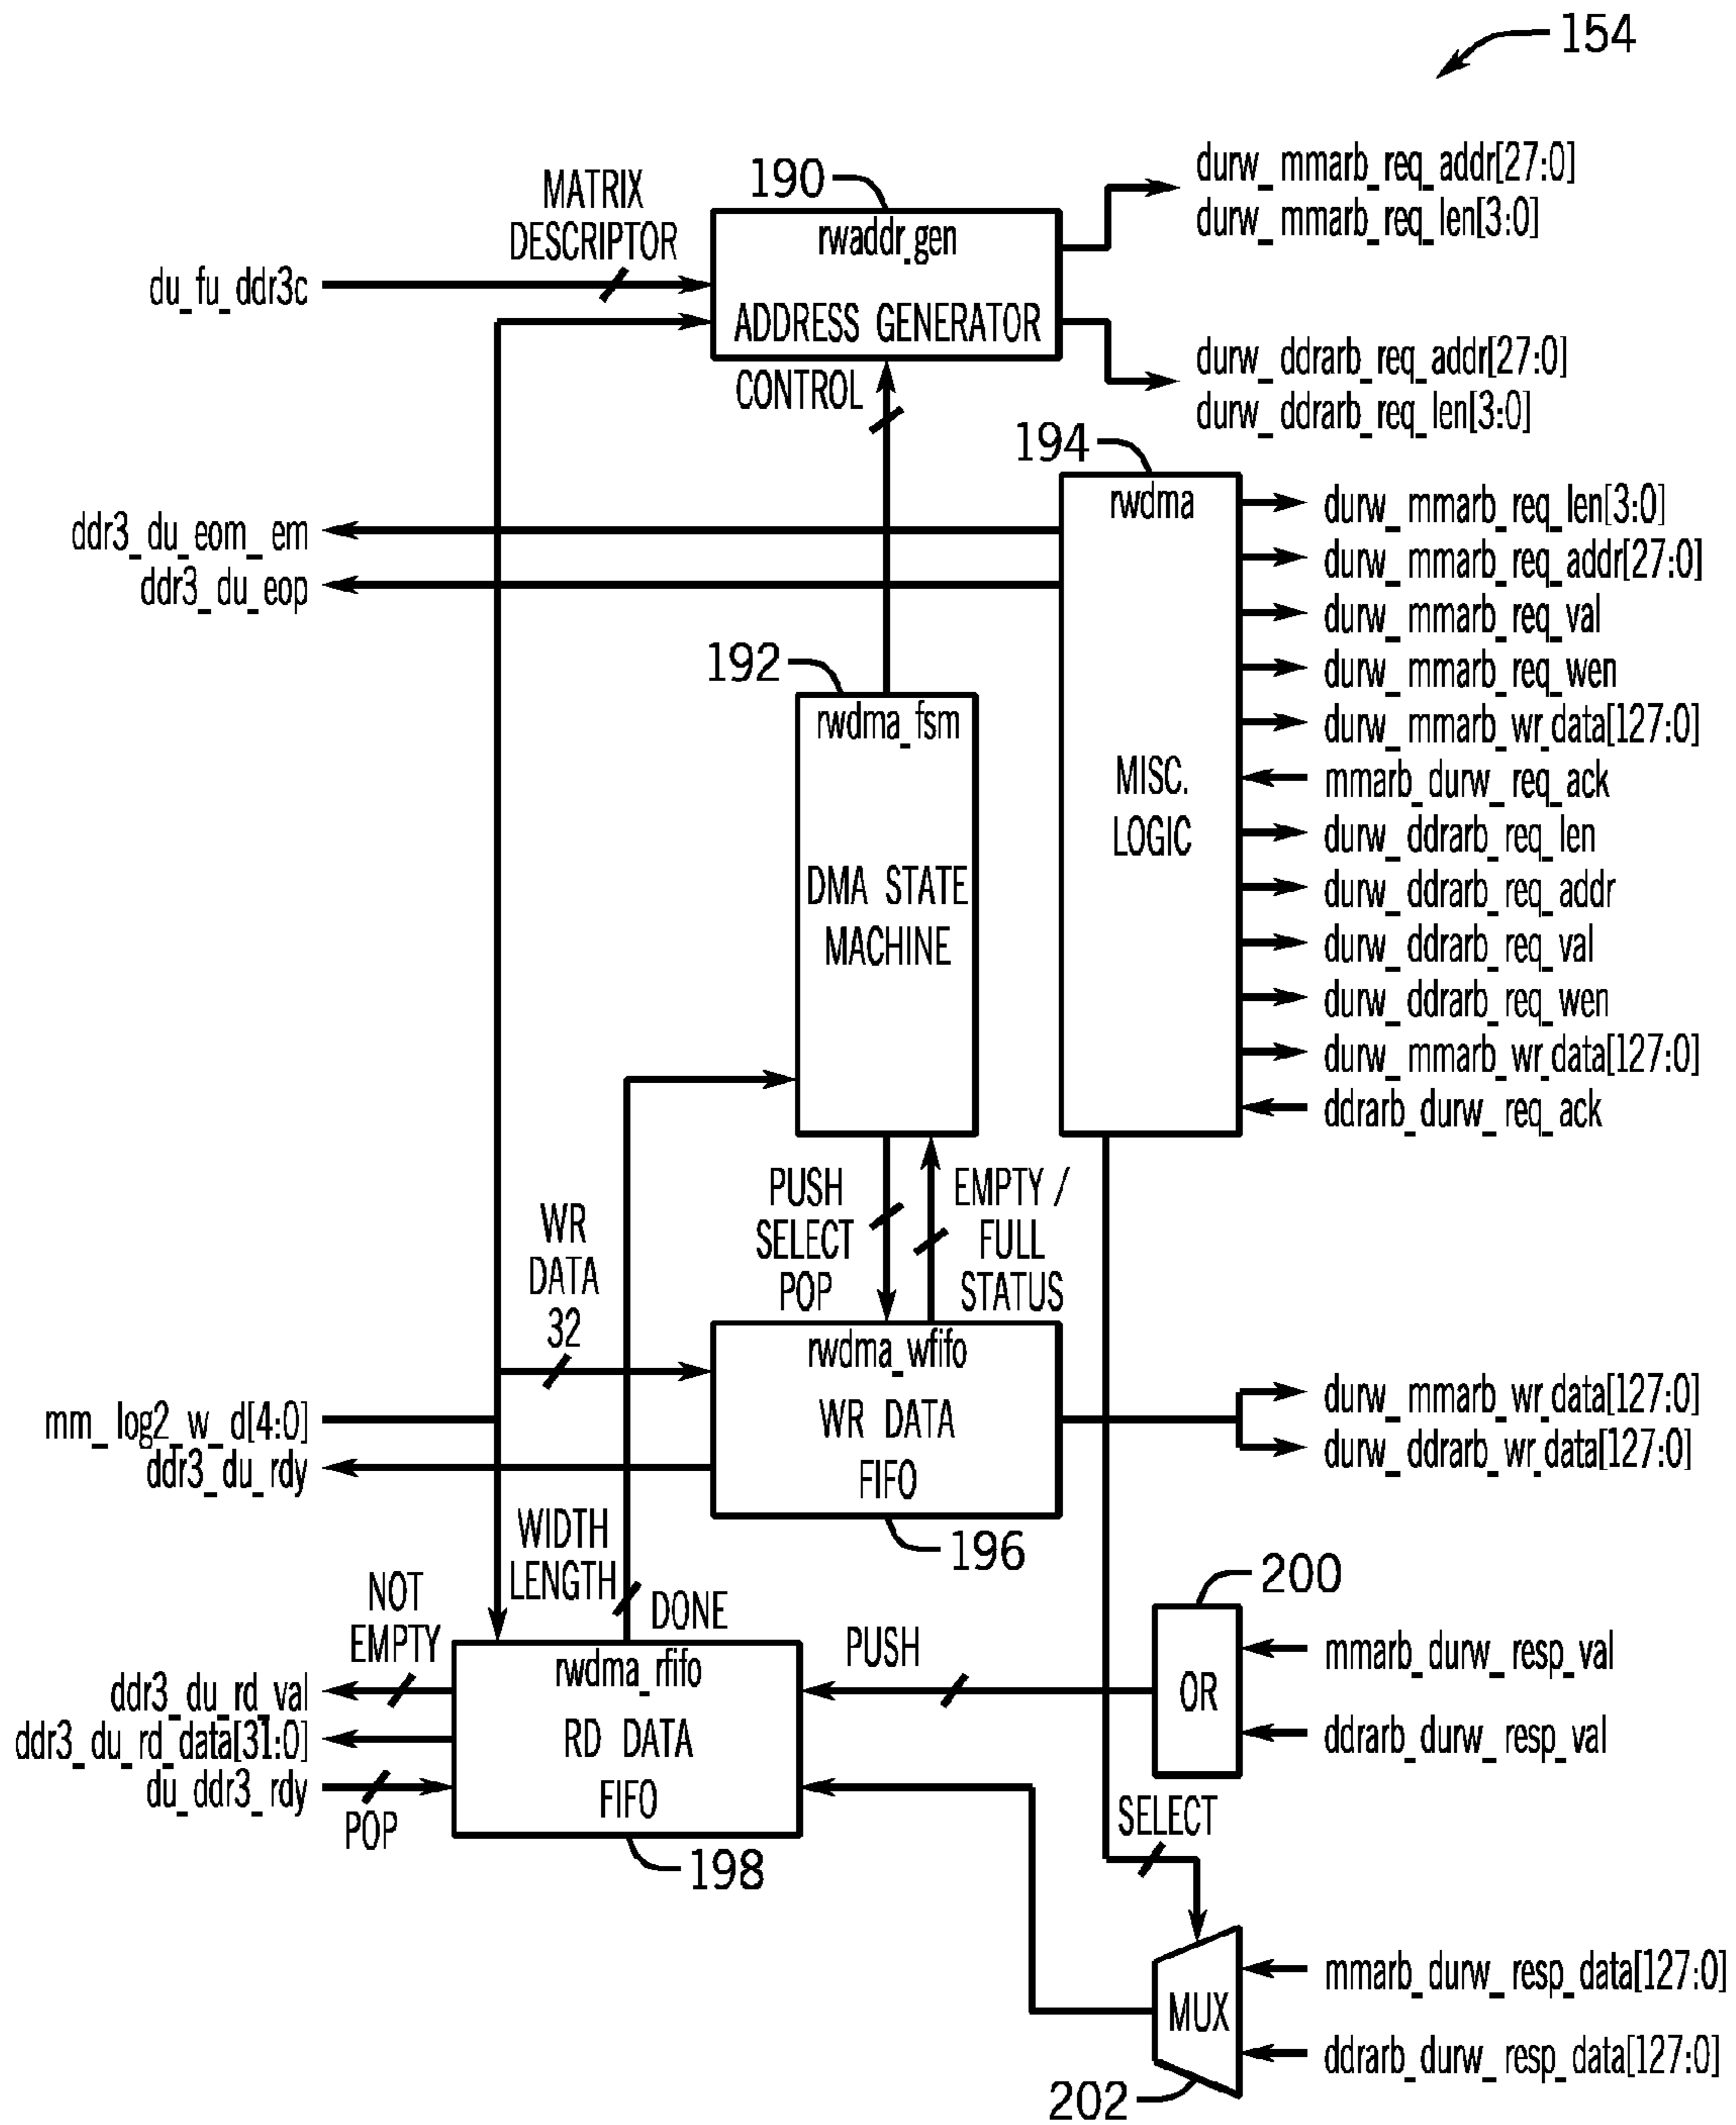 154
190
MATRIX
DESCRIPTOR
du_fu_ddr3c
rwaddr_gen
ADDRESS GENERATOR
CONTROL
durw_mmarb_req_addr[27:0]
durw_mmarb_req_len[3:0]
durw_ddrarb_req_addr[27:0]
durw_ddrarb_req_len[3:0]
194
rwdma
MISC.
LOGIC
ddr3_du_eom_em
ddr3_du_eop
durw_mmarb_req_len[3:0]
durw_mmarb_req_addr[27:0]
durw_mmarb_req_val
durw_mmarb_req_wen
durw_mmarb_wr_data[127:0]
mmarb_durw_req_ack
durw_ddrarb_req_len
durw_ddrarb_req_addr
durw_ddrarb_req_val
durw_ddrarb_req_wen
durw_mmarb_wr_data[127:0]
ddrarb_durw_req_ack
192
rwdma_fsm
DMA STATE
MACHINE
PUSH
SELECT
POP
EMPTY /
FULL
STATUS
WR
DATA
32
rwdma_wfifo
WR DATA
FIFO
196
mm_log2_w_d[4:0]
ddr3_du_rdy
durw_mmarb_wr_data[127:0]
durw_ddrarb_wr_data[127:0]
WIDTH
LENGTH
DONE
NOT
EMPTY
ddr3_du_rd_val
ddr3_du_rd_data[31:0]
du_ddr3_rdy
POP
rwdma_rfifo
RD DATA
FIFO
198
PUSH
200
OR
mmarb_durw_resp_val
ddrarb_durw_resp_val
SELECT
MUX
202
mmarb_durw_resp_data[127:0]
ddrarb_durw_resp_data[127:0]